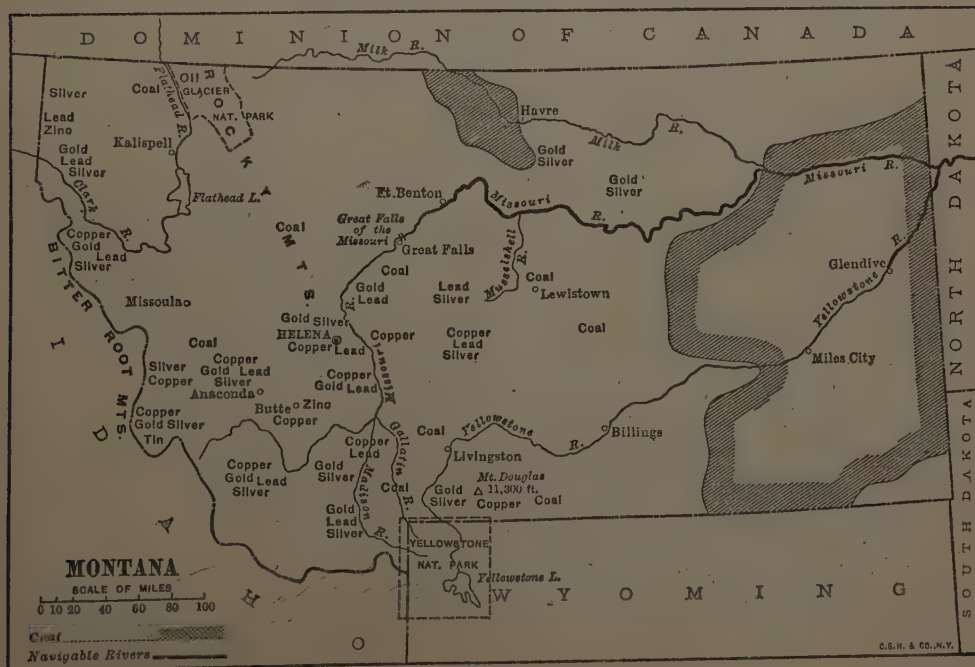 DOMINION OF CANADA
Milk R.
Silver
Lead
Zinc
Gold
Lead
Silver
Coal
Oil
GLACIER
NAT. PARK
ROCKY MTS.
Flathead R.
Kalispell
Flathead L.
Clark R.
Copper
Gold
Lead
Silver
BITTER ROOT MTS.
Missoula
Havre
Milk R.
Gold
Silver
Gold
Silver
Missouri R.
Ft. Benton
Missouri R.
Great Falls
of the
Missouri
Great Falls
Coal
Coal
Gold
Lead
Lead
Silver
Musselshell R.
Coal
Lewistown
Coal
Glendive
Yellowstone R.
Miles City
NORTH DAKOTA
Gold Silver
HELENA
Copper Lead
Copper
Copper
Lead
Silver
Missouri R.
Coal
Copper
Gold Lead
Silver
Anaconda
Silver
Copper
Copper
Gold Lead
Butte Zinc
Copper
Copper
Gold Silver
Tin
Copper
Gold Lead
Silver
Gold
Silver
Copper
Lead
Gallatin R.
Madison R.
Coal
Coal
Gold
Lead
Silver
Yellowstone R.
Livingston
Billings
Mt. Douglas
11,300 ft.
Gold
Silver
Copper
Coal
YELLOWSTONE
NAT. PARK
Yellowstone L.
WYOMING
SOUTH DAKOTA
IDAHO
MONTANA
SCALE OF MILES
0 10 20 40 60 80 100
Coal
Navigable Rivers
C.S.H. & CO., N.Y.